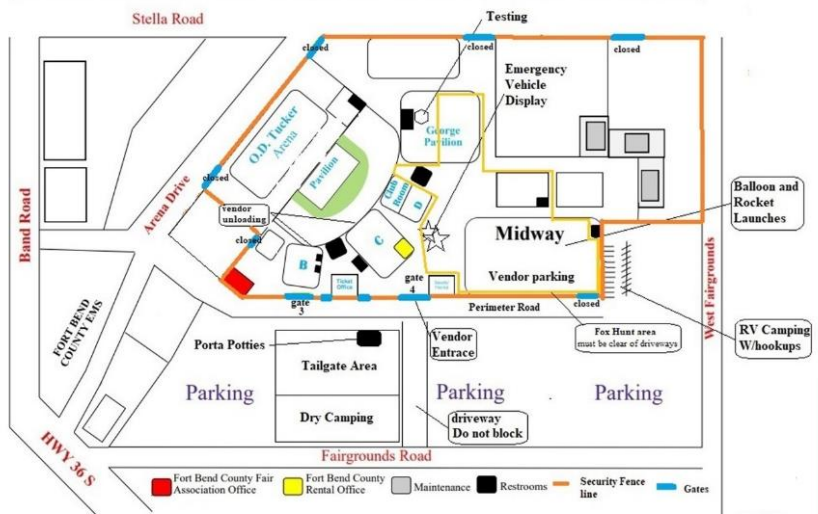 Stella Road
Testing
closed
closed
closed
Emergency
Vehicle
Display
O.D. Tucker
Arena
George
Pavilion
Pavilion
closed
Arena Drive
Band Road
vendor
unloading
Club
Room
D
Balloon and
Rocket
Launches
closed
C
Midway
B
Vendor parking
Ticket
Office
gate
4
gate
3
closed
Perimeter Road
West Fairgrounds
FORT BEND
COUNTY EMS
Vendor
Entrace
Fox Hunt area
must be clear of driveways
RV Camping
W/hookups
Porta Potties
Tailgate Area
Parking
Parking
Parking
Dry Camping
driveway
Do not block
HWY 36 S
Fairgrounds Road
Fort Bend County Fair
Association Office
Fort Bend County
Rental Office
Maintenance
Restrooms
Security Fence
line
Gates